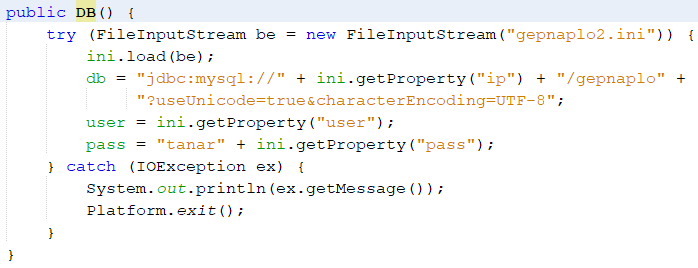 public DB() {
    try (FileInputStream be = new FileInputStream("gepnaplo2.ini")) {
        ini.load(be);
        db = "jdbc:mysql://" + ini.getProperty("ip") + "/gepnaplo" +
             "?useUnicode=true&characterEncoding=UTF-8";
        user = ini.getProperty("user");
        pass = "tanar" + ini.getProperty("pass");
    } catch (IOException ex) {
        System.out.println(ex.getMessage());
        Platform.exit();
    }
}